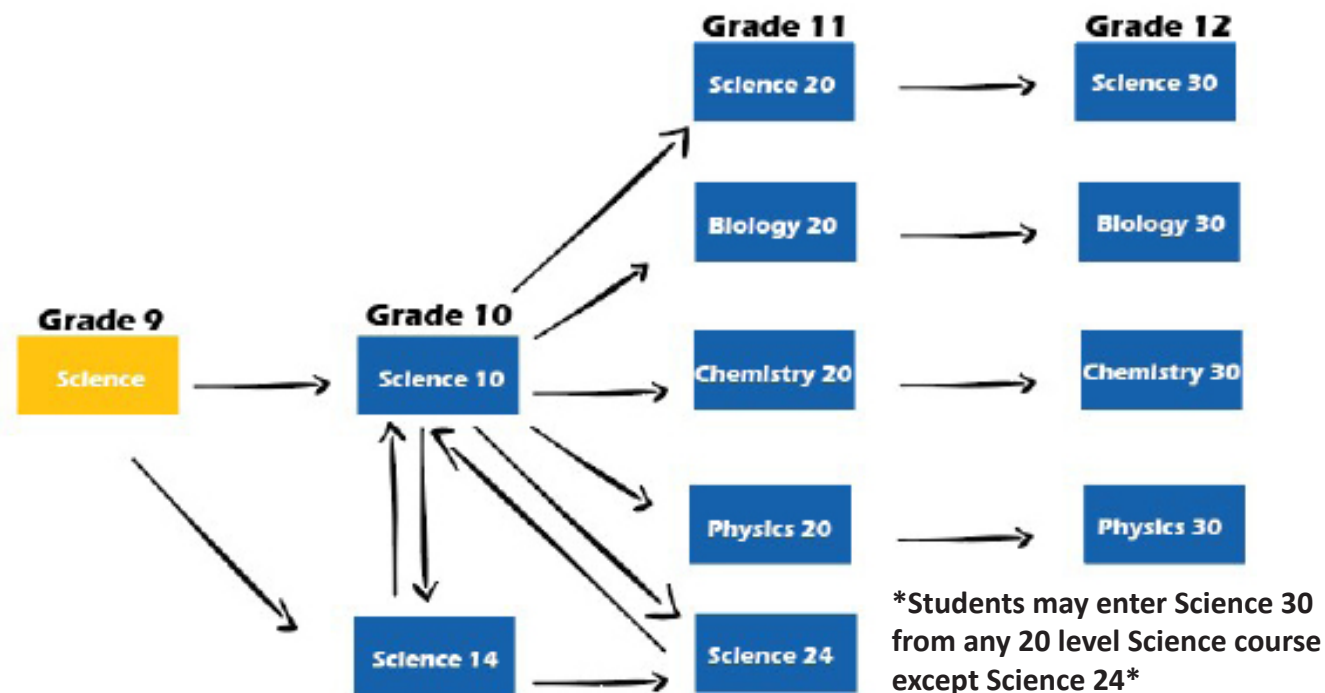 Grade 11
Grade 12
Science 20
Science 30
Biology 20
Biology 30
Grade 9
Grade 10
Science
Science 10
Chemistry 20
Chemistry 30
Physics 20
Physics 30
*Students may enter Science 30
from any 20 level Science course
except Science 24*
Science 14
Science 24